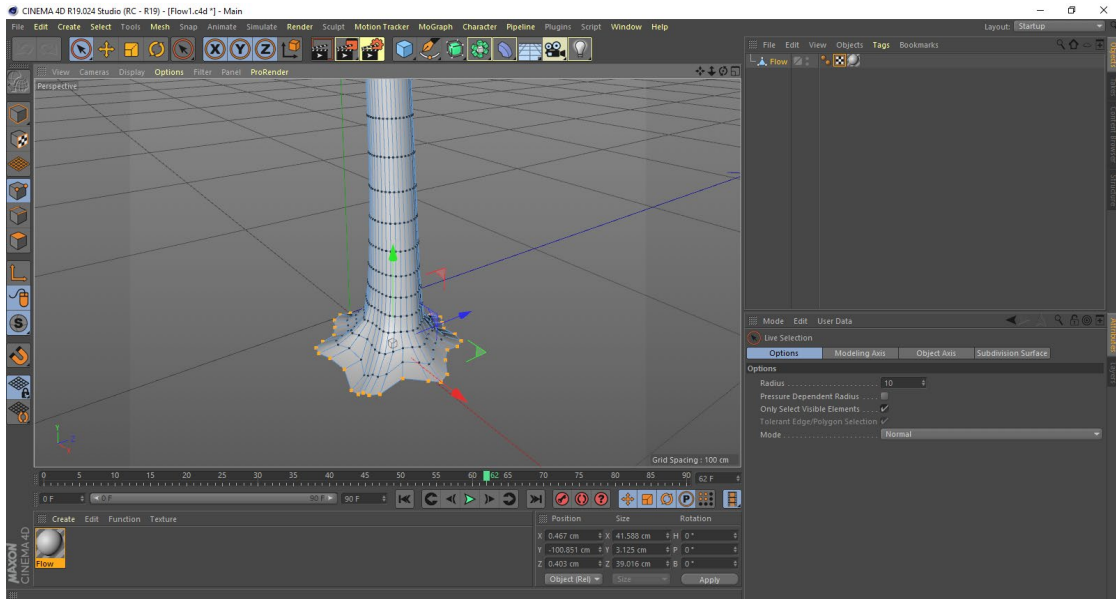 CINEMA 4D R19.024 Studio (RC - R19) - [Flow1.c4d *] - Main
File Edit Create Select Tools Mesh Snap Animate Simulate Render Sculpt Motion Tracker MoGraph Character Pipeline Plugins Script Window Help
Layout: Startup
File Edit View Objects Tags Bookmarks
View Cameras Display Options Filter Panel ProRender
Flow
Perspective
Objects
Content Browser
Structure
Grid Spacing : 100 cm
Mode Edit User Data
Live Selection
Options Modeling Axis Object Axis Subdivision Surface
Options
Radius 10
Pressure Dependent Radius
Only Select Visible Elements
Tolerant Edge/Polygon Selection
Mode Normal
Attributes
Layers
0 5 10 15 20 25 30 35 40 45 50 55 60 62 65 70 75 80 85 90 62 F
0 F 0 F 90 F 90 F
Create Edit Function Texture
Flow
Position Size Rotation
X 0.467 cm X 41.588 cm H 0 °
Y -100.851 cm Y 3.125 cm P 0 °
Z 0.403 cm Z 39.016 cm B 0 °
Object (Rel) Size Apply
MAXON
CINEMA 4D